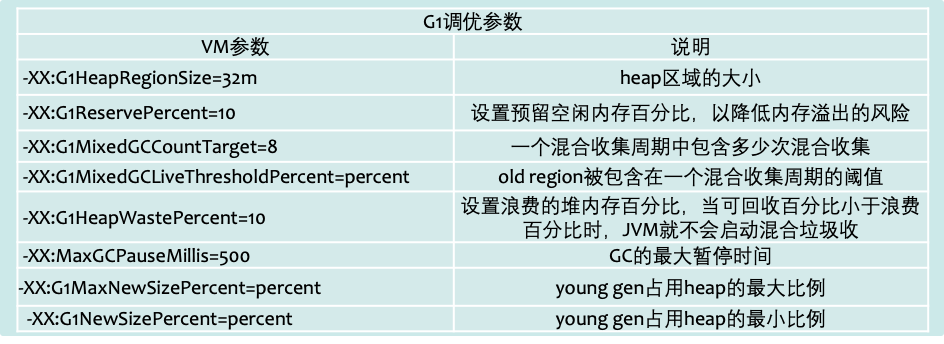 G1调优参数
VM参数
说明
-XX:G1HeapRegionSize=32m
heap区域的大小
-XX:G1ReservePercent=10
设置预留空闲内存百分比，以降低内存溢出的风险
-XX:G1MixedGCCountTarget=8
一个混合收集周期中包含多少次混合收集
-XX:G1MixedGCLiveThresholdPercent=percent
old region被包含在一个混合收集周期的阈值
-XX:G1HeapWastePercent=10
设置浪费的堆内存百分比，当可回收百分比小于浪费
百分比时，JVM就不会启动混合垃圾收
-XX:MaxGCPauseMillis=500
GC的最大暂停时间
-XX:G1MaxNewSizePercent=percent
young gen占用heap的最大比例
-XX:G1NewSizePercent=percent
young gen占用heap的最小比例